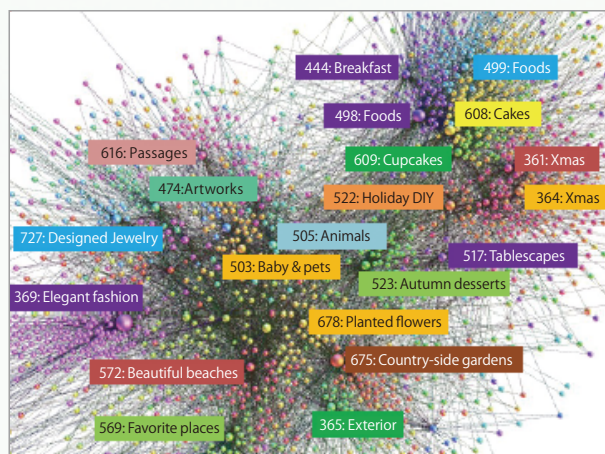 444: Breakfast
499: Foods
498: Foods
608: Cakes
616: Passages
609: Cupcakes
361: Xmas
474:Artworks
522: Holiday DIY
364: Xmas
727: Designed Jewelry
505: Animals
503: Baby & pets
517: Tablescapes
523: Autumn desserts
369: Elegant fashion
678: Planted flowers
572: Beautiful beaches
675: Country-side gardens
569: Favorite places
365: Exterior